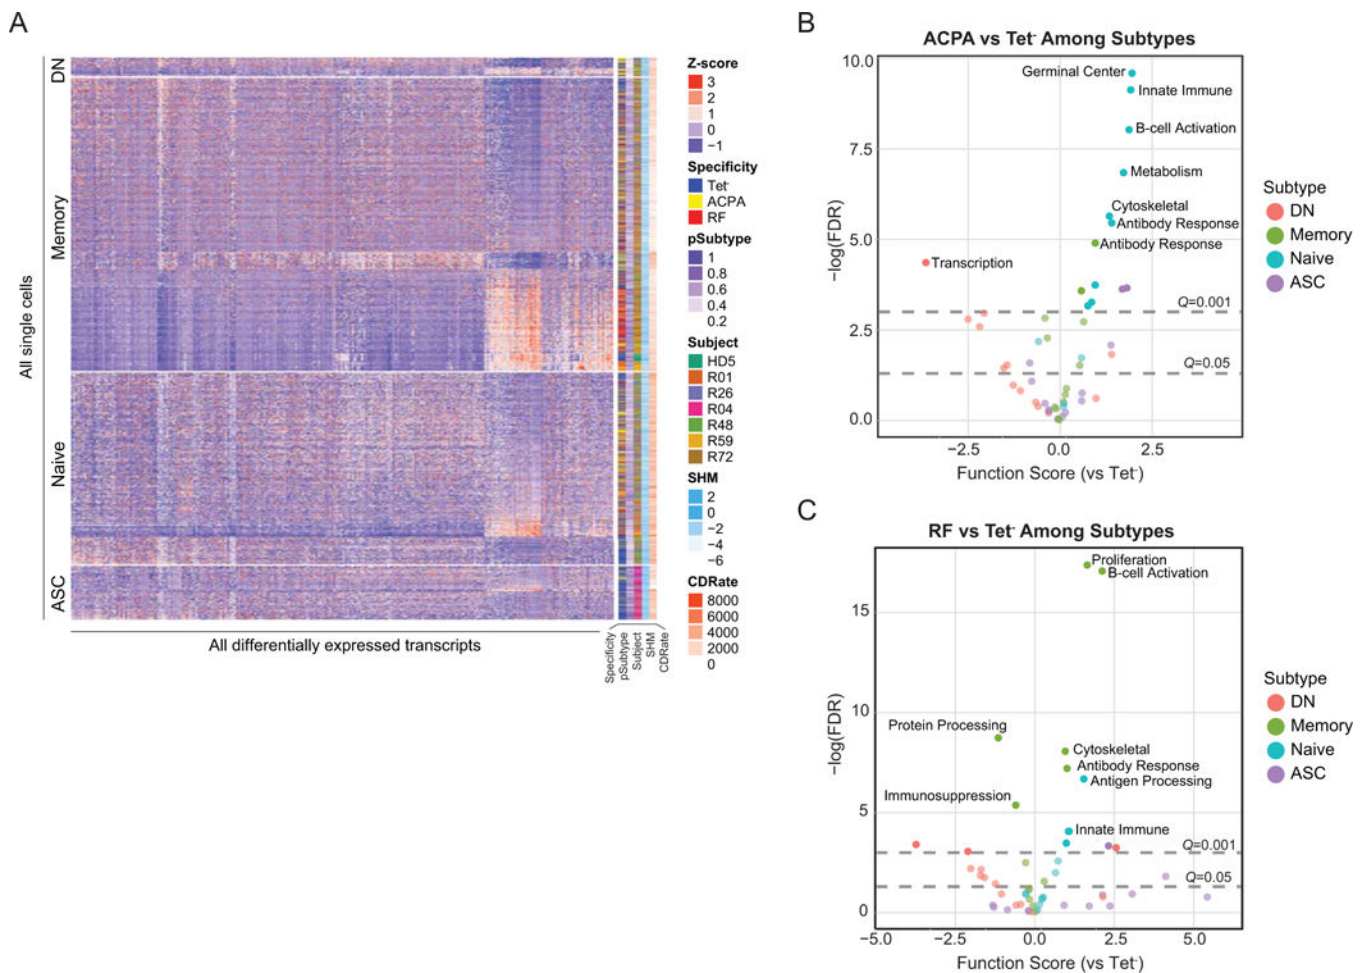 A
All single cells
DN
Memory
Naive
ASC
All differentially expressed transcripts
Specificity
pSubtype
Subject
SHM
CDRate
Z-score
3
2
1
0
−1
Specificity
Tet-
ACPA
RF
pSubtype
1
0.8
0.6
0.4
0.2
Subject
HD5
R01
R26
R04
R48
R59
R72
SHM
2
0
−2
−4
−6
CDRate
8000
6000
4000
2000
0
B
ACPA vs Tet- Among Subtypes
−log(FDR)
10.0
7.5
5.0
2.5
0.0
Germinal Center
Innate Immune
B-cell Activation
Metabolism
Cytoskeletal
Antibody Response
Antibody Response
Transcription
Q=0.001
Q=0.05
−2.5
0.0
2.5
Function Score (vs Tet-)
Subtype
DN
Memory
Naive
ASC
C
RF vs Tet- Among Subtypes
−log(FDR)
15
10
5
0
Proliferation
B-cell Activation
Protein Processing
Cytoskeletal
Antibody Response
Antigen Processing
Immunosuppression
Innate Immune
Q=0.001
Q=0.05
−5.0
−2.5
0.0
2.5
5.0
Function Score (vs Tet-)
Subtype
DN
Memory
Naive
ASC